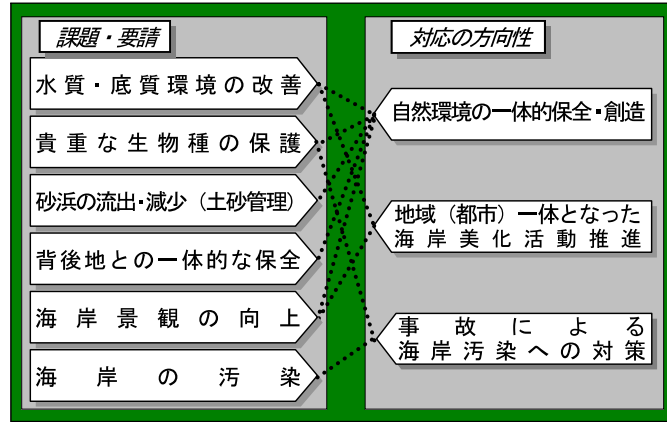 課題・要請
水質・底質環境の改善
貴重な生物種の保護
砂浜の流出・減少（土砂管理）
背後地との一体的な保全
海岸景観の向上
海岸の汚染
対応の方向性
自然環境の一体的保全・創造
地域（都市）一体となった
海岸美化活動推進
事故による
海岸汚染への対策